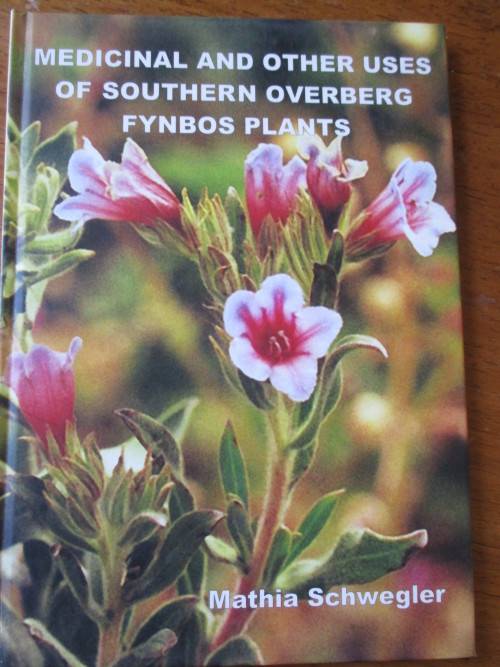 MEDICINAL AND OTHER USES
OF SOUTHERN OVERBERG
FYNBOS PLANTS
Mathia Schwegler